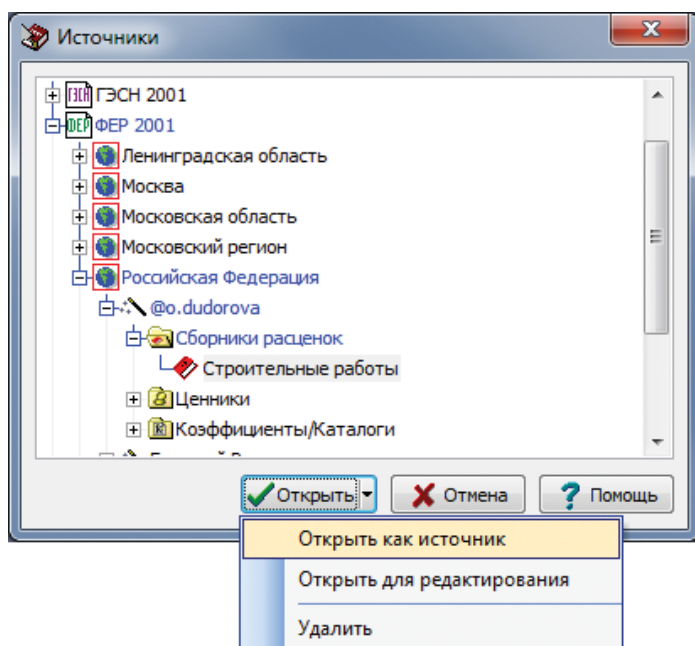 Источники
ГЭСН 2001
ФЕР 2001
Ленинградская область
Москва
Московская область
Московский регион
Российская Федерация
@o.dudorova
Сборники расценок
Строительные работы
Ценники
Коэффициенты/Каталоги
Открыть
Отмена
Помощь
Открыть как источник
Открыть для редактирования
Удалить